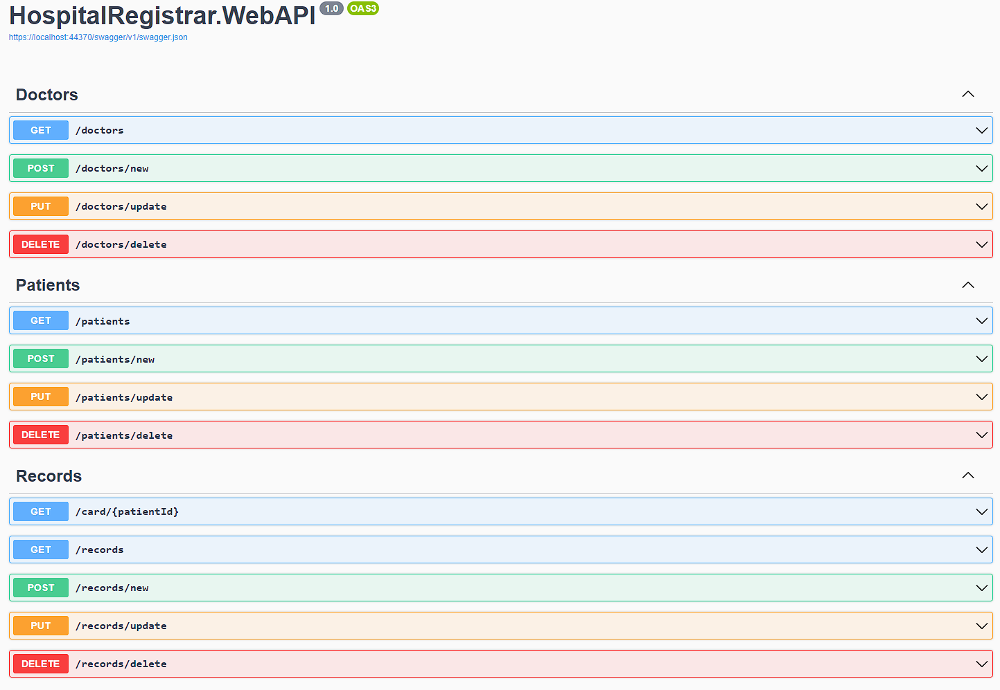 HospitalRegistrar.WebAPI 1.0 OAS3
https://localhost:44370/swagger/v1/swagger.json
Doctors
GET /doctors
POST /doctors/new
PUT /doctors/update
DELETE /doctors/delete
Patients
GET /patients
POST /patients/new
PUT /patients/update
DELETE /patients/delete
Records
GET /card/{patientId}
GET /records
POST /records/new
PUT /records/update
DELETE /records/delete